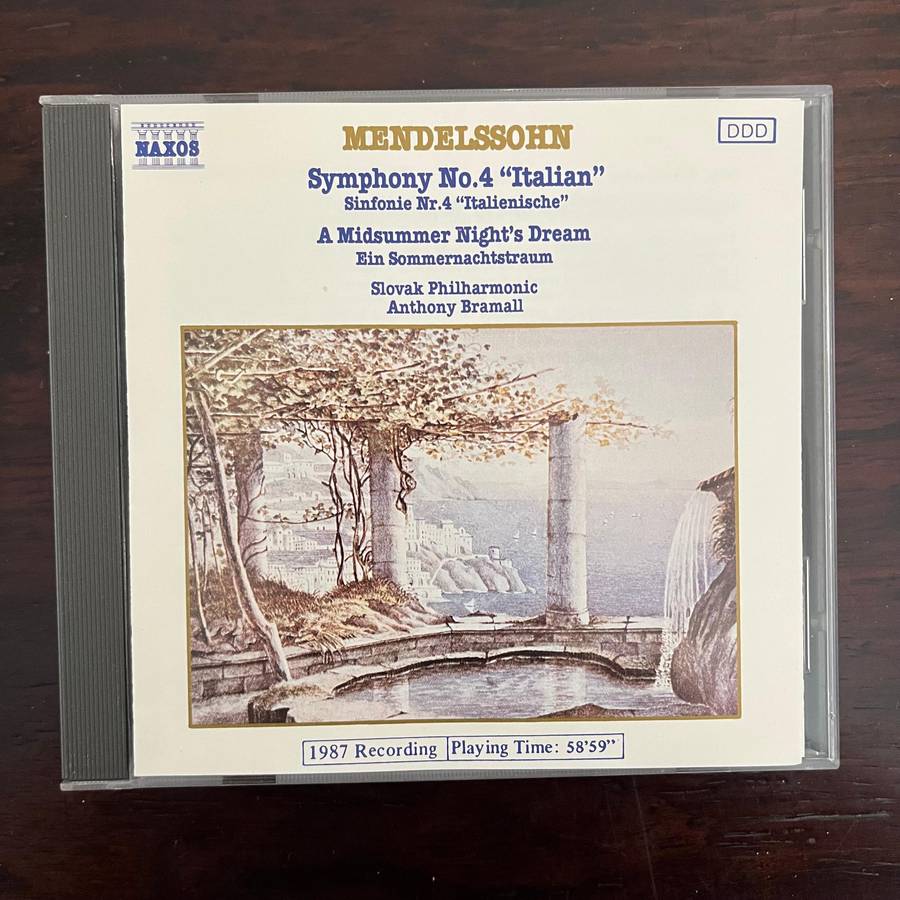 NAXOS
DDD
MENDELSSOHN
Symphony No.4 “Italian”
Sinfonie Nr.4 “Italienische”
A Midsummer Night's Dream
Ein Sommernachtstraum
Slovak Philharmonic
Anthony Bramall
1987 Recording
Playing Time: 58'59”